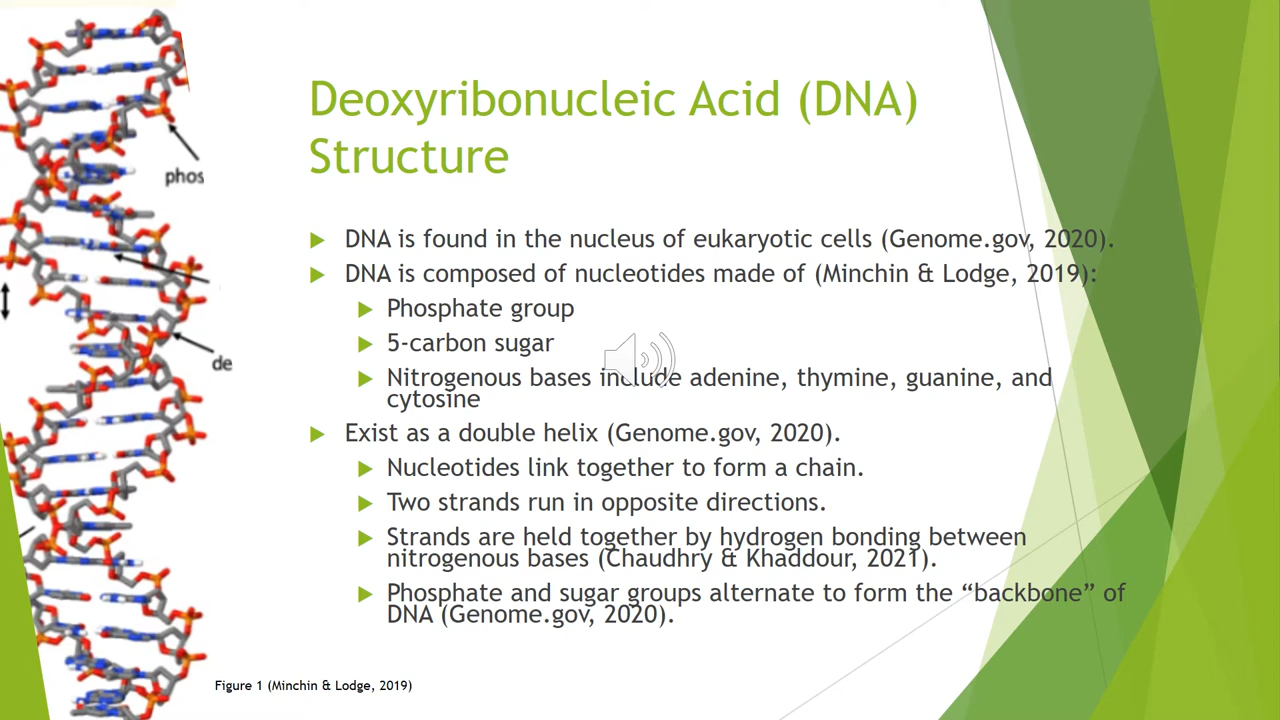 Deoxyribonucleic Acid (DNA)
Structure
DNA is found in the nucleus of eukaryotic cells (Genome.gov, 2020).
DNA is composed of nucleotides made of (Minchin & Lodge, 2019):
Phosphate group
5-carbon sugar
Nitrogenous bases include adenine, thymine, guanine, and
cytosine
Exist as a double helix (Genome.gov, 2020).
Nucleotides link together to form a chain.
Two strands run in opposite directions.
Strands are held together by hydrogen bonding between
nitrogenous bases (Chaudhry & Khaddour, 2021).
Phosphate and sugar groups alternate to form the “backbone” of
DNA (Genome.gov, 2020).
phos
de
Figure 1 (Minchin & Lodge, 2019)